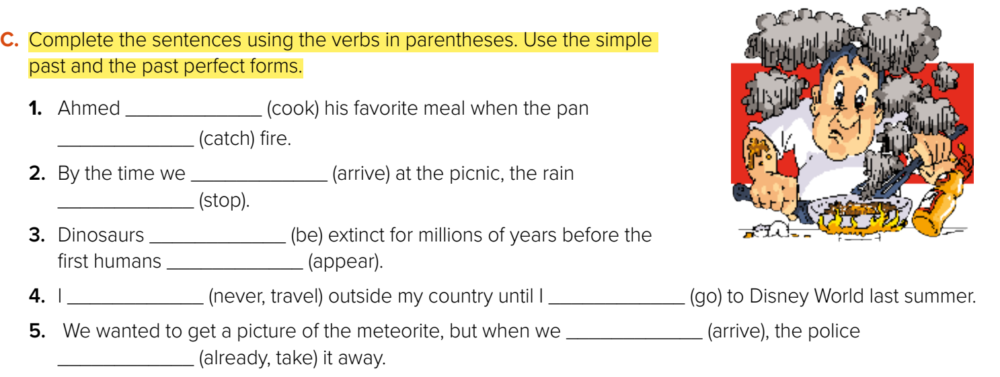 C. Complete the sentences using the verbs in parentheses. Use the simple
past and the past perfect forms.
1. Ahmed ______________ (cook) his favorite meal when the pan
______________ (catch) fire.
2. By the time we ______________ (arrive) at the picnic, the rain
______________ (stop).
3. Dinosaurs ______________ (be) extinct for millions of years before the
first humans ______________ (appear).
4. I ______________ (never, travel) outside my country until I ______________ (go) to Disney World last summer.
5. We wanted to get a picture of the meteorite, but when we ______________ (arrive), the police
______________ (already, take) it away.